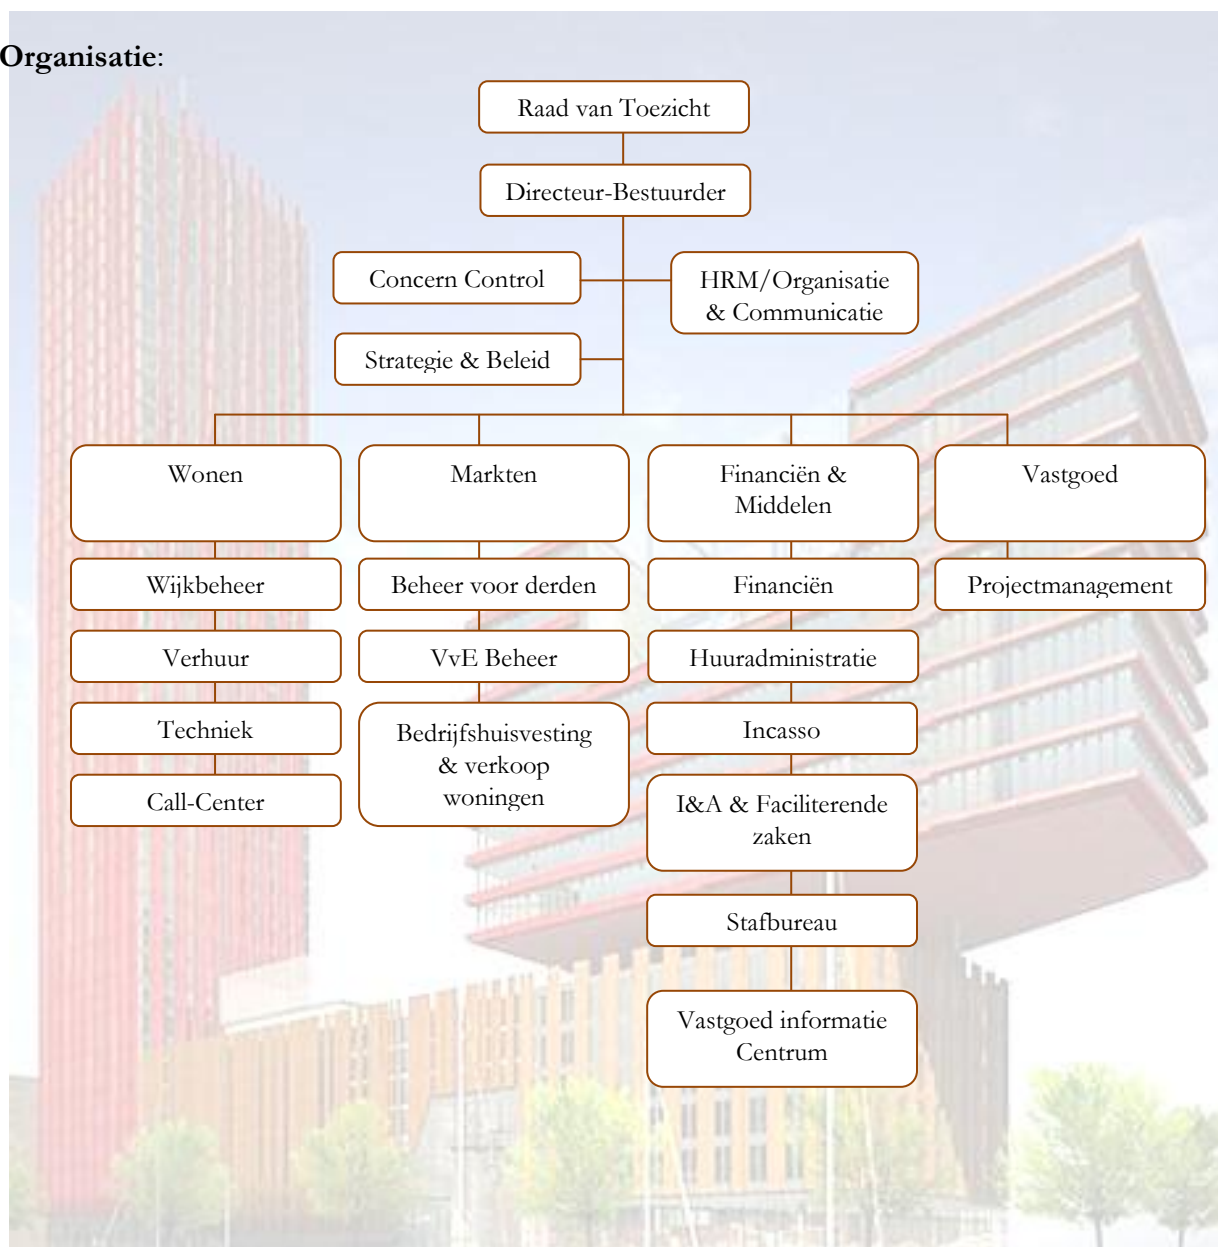 Organisatie:
Raad van Toezicht
Directeur-Bestuurder
Concern Control
HRM/Organisatie
& Communicatie
Strategie & Beleid
Wonen
Markten
Financiën &
Middelen
Vastgoed
Wijkbeheer
Beheer voor derden
Financiën
Projectmanagement
Verhuur
VvE Beheer
Huuradministratie
Techniek
Bedrijfshuisvesting
& verkoop
woningen
Incasso
Call-Center
I&A & Faciliterende
zaken
Stafbureau
Vastgoed informatie
Centrum